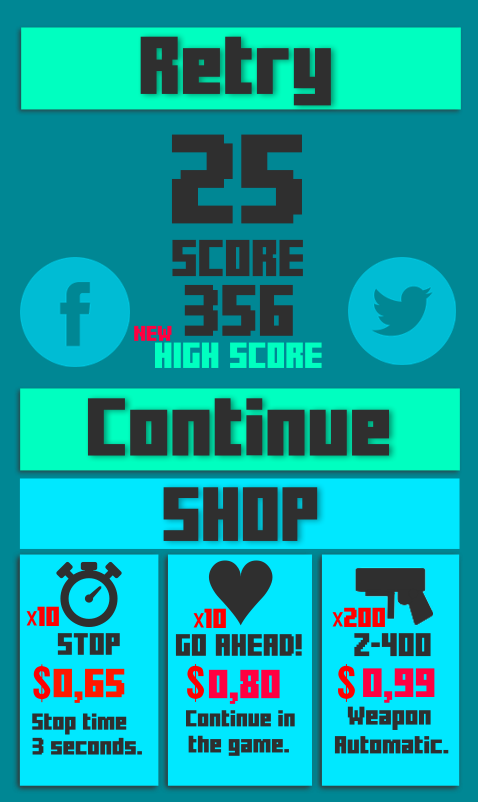 Retry
25
SCORE
356
NEW
HIGH SCORE
Continue
SHOP
x10
STOP
$0,65
Stop time
3 seconds.
x10
GO AHEAD!
$0,80
Continue in
the game.
x200
Z-400
$0,99
Weapon
Automatic.